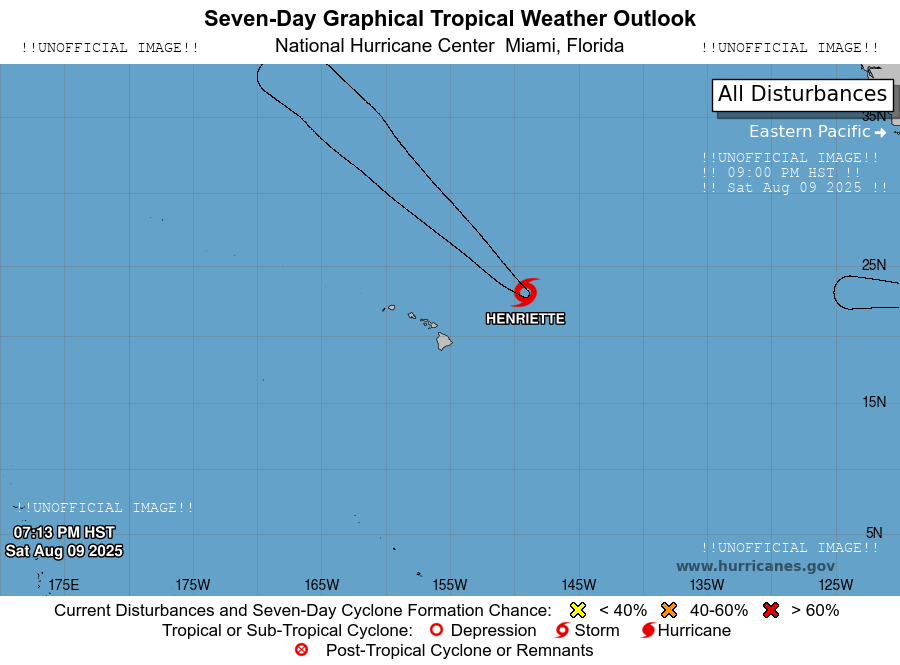 Seven-Day Graphical Tropical Weather Outlook
!!UNOFFICIAL IMAGE!! National Hurricane Center  Miami, Florida !!UNOFFICIAL IMAGE!!
All Disturbances
35N
Eastern Pacific
!!UNOFFICIAL IMAGE!!
!! 09:00 PM HST !!
!! Sat Aug 09 2025 !!
25N
HENRIETTE
15N
!!UNOFFICIAL IMAGE!!
07:13 PM HST
5N
Sat Aug 09 2025
!!UNOFFICIAL IMAGE!!
www.hurricanes.gov
175E 175W 165W 155W 145W 135W 125W
Current Disturbances and Seven-Day Cyclone Formation Chance: < 40% 40-60% > 60%
Tropical or Sub-Tropical Cyclone: Depression Storm Hurricane
Post-Tropical Cyclone or Remnants